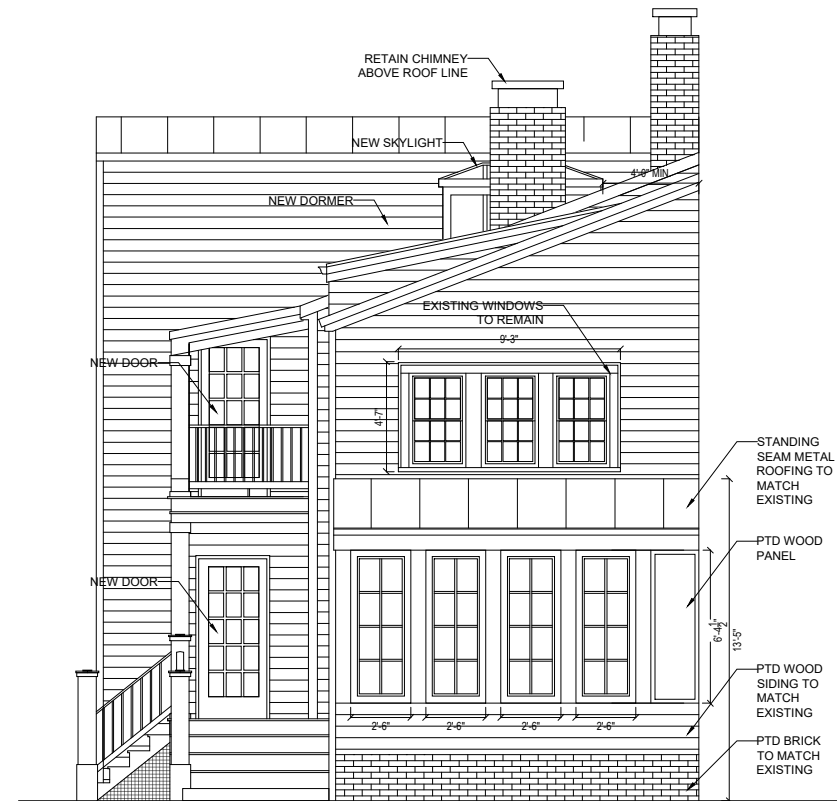 RETAIN CHIMNEY
ABOVE ROOF LINE
NEW SKYLIGHT
4'-6" MIN
NEW DORMER
EXISTING WINDOWS
TO REMAIN
9'-3"
NEW DOOR
4'-7"
STANDING
SEAM METAL
ROOFING TO
MATCH
EXISTING
PTD WOOD
PANEL
NEW DOOR
6'-4 1/2"
13'-5"
PTD WOOD
SIDING TO
MATCH
EXISTING
2'-6"
2'-6"
2'-6"
2'-6"
PTD BRICK
TO MATCH
EXISTING